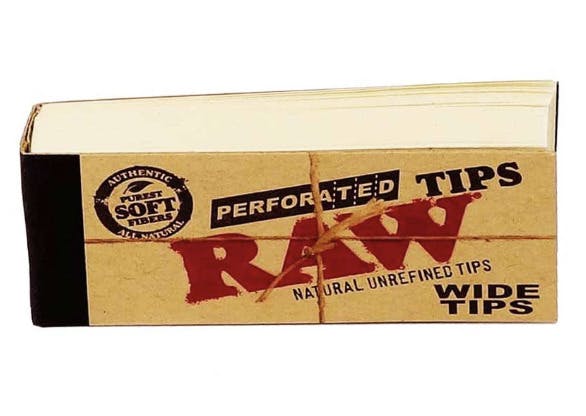 AUTHENTIC
PUREST
SOFT
FIBERS
ALL NATURAL
PERFORATED TIPS
RAW
NATURAL UNREFINED TIPS
WIDE
TIPS